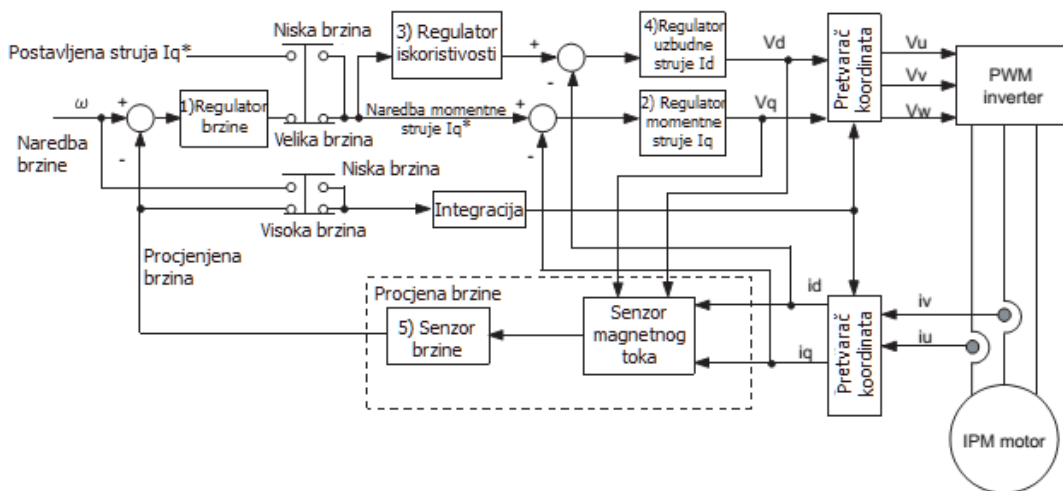 Niska brzina
Postavljena struja Iq*
3) Regulator
iskoristivosti
4)Regulator
uzbudne
struje Id
Vd
Pretvarač
koordinata
Vu
Vv
Vw
PWM
inverter
ω
Naredba
brzine
1)Regulator
brzine
Velika brzina
Naredba momentne
struje Iq*
2) Regulator
momentne
struje Iq
Vq
+
-
+
-
+
-
Niska brzina
Visoka brzina
Integracija
Procjenjena
brzina
Procjena brzine
5) Senzor
brzine
Senzor
magnetnog
toka
id
iq
Pretvarač
koordinata
iv
iu
IPM motor